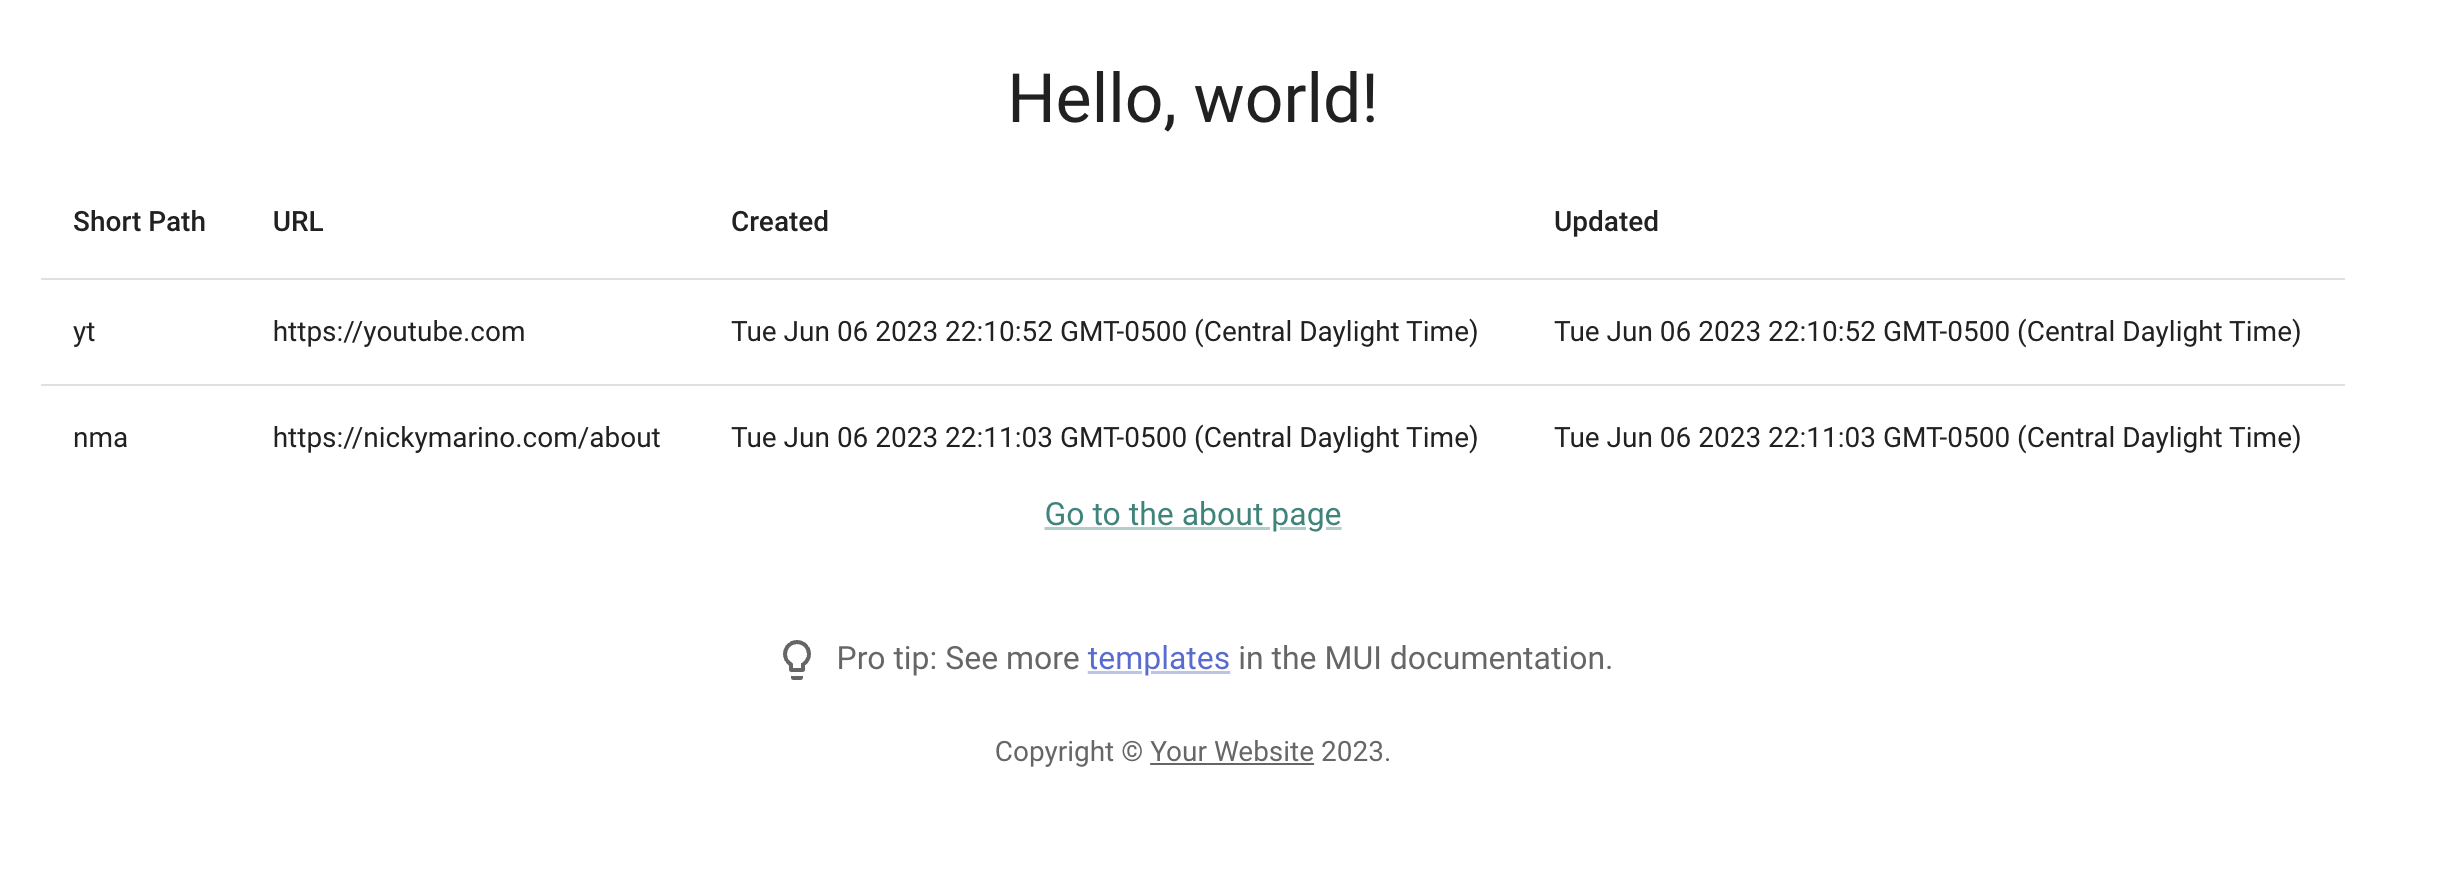 Hello, world!
Short Path URL Created Updated
yt https://youtube.com Tue Jun 06 2023 22:10:52 GMT-0500 (Central Daylight Time) Tue Jun 06 2023 22:10:52 GMT-0500 (Central Daylight Time)
nma https://nickymarino.com/about Tue Jun 06 2023 22:11:03 GMT-0500 (Central Daylight Time) Tue Jun 06 2023 22:11:03 GMT-0500 (Central Daylight Time)
Go to the about page
Pro tip: See more templates in the MUI documentation.
Copyright © Your Website 2023.